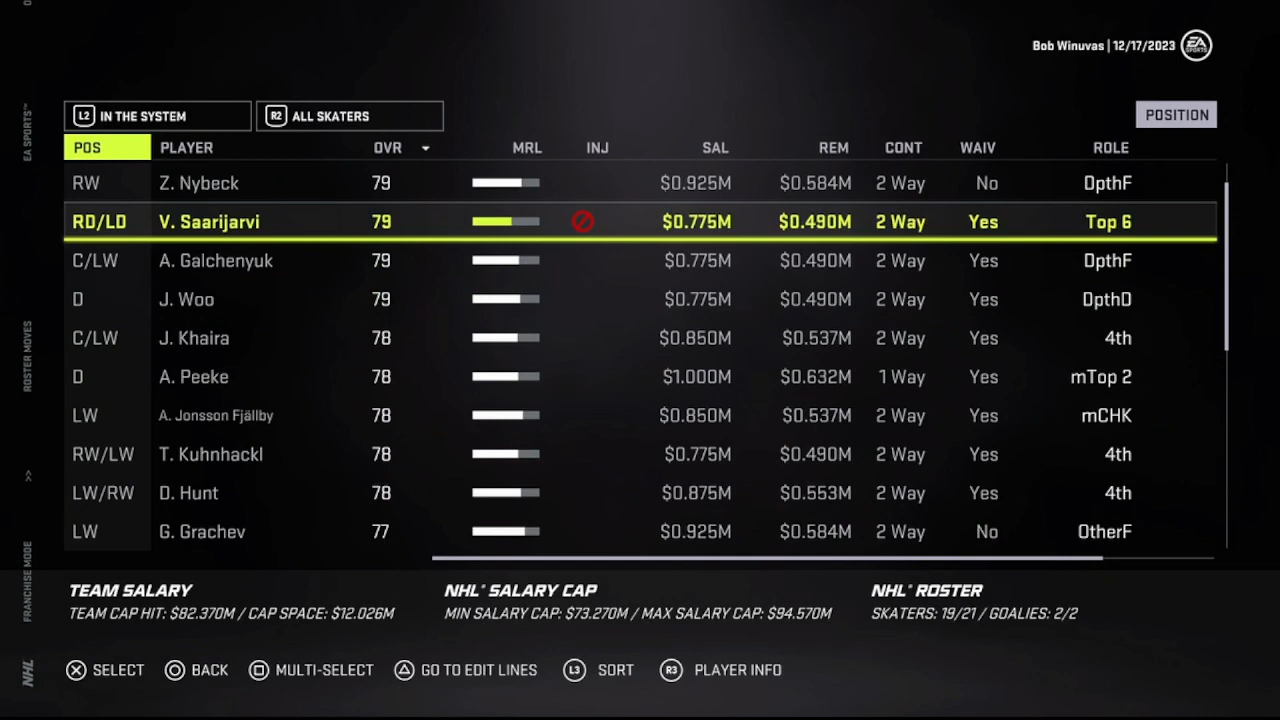 Bob Winuvas | 12/17/2023 EA SPORTS
L2 IN THE SYSTEM R2 ALL SKATERS POSITION
POS PLAYER OVR MRL INJ SAL REM CONT WAIV ROLE
RW Z. Nybeck 79 $0.925M $0.584M 2 Way No DpthF
RD/LD V. Saarijarvi 79 $0.775M $0.490M 2 Way Yes Top 6
C/LW A. Galchenyuk 79 $0.775M $0.490M 2 Way Yes DpthF
D J. Woo 79 $0.775M $0.490M 2 Way Yes DpthD
C/LW J. Khaira 78 $0.850M $0.537M 2 Way Yes 4th
D A. Peeke 78 $1.000M $0.632M 1 Way Yes mTop 2
LW A. Jonsson Fjällby 78 $0.850M $0.537M 2 Way Yes mCHK
RW/LW T. Kuhnhackl 78 $0.775M $0.490M 2 Way Yes 4th
LW/RW D. Hunt 78 $0.875M $0.553M 2 Way Yes 4th
LW G. Grachev 77 $0.925M $0.584M 2 Way No OtherF
TEAM SALARY NHL® SALARY CAP NHL® ROSTER
TEAM CAP HIT: $82.370M / CAP SPACE: $12.026M MIN SALARY CAP: $73.270M / MAX SALARY CAP: $94.570M SKATERS: 19/21 / GOALIES: 2/2
SELECT BACK MULTI-SELECT GO TO EDIT LINES L3 SORT R3 PLAYER INFO
NHL FRANCHISE MODE >> ROSTER MOVES EA SPORTS™